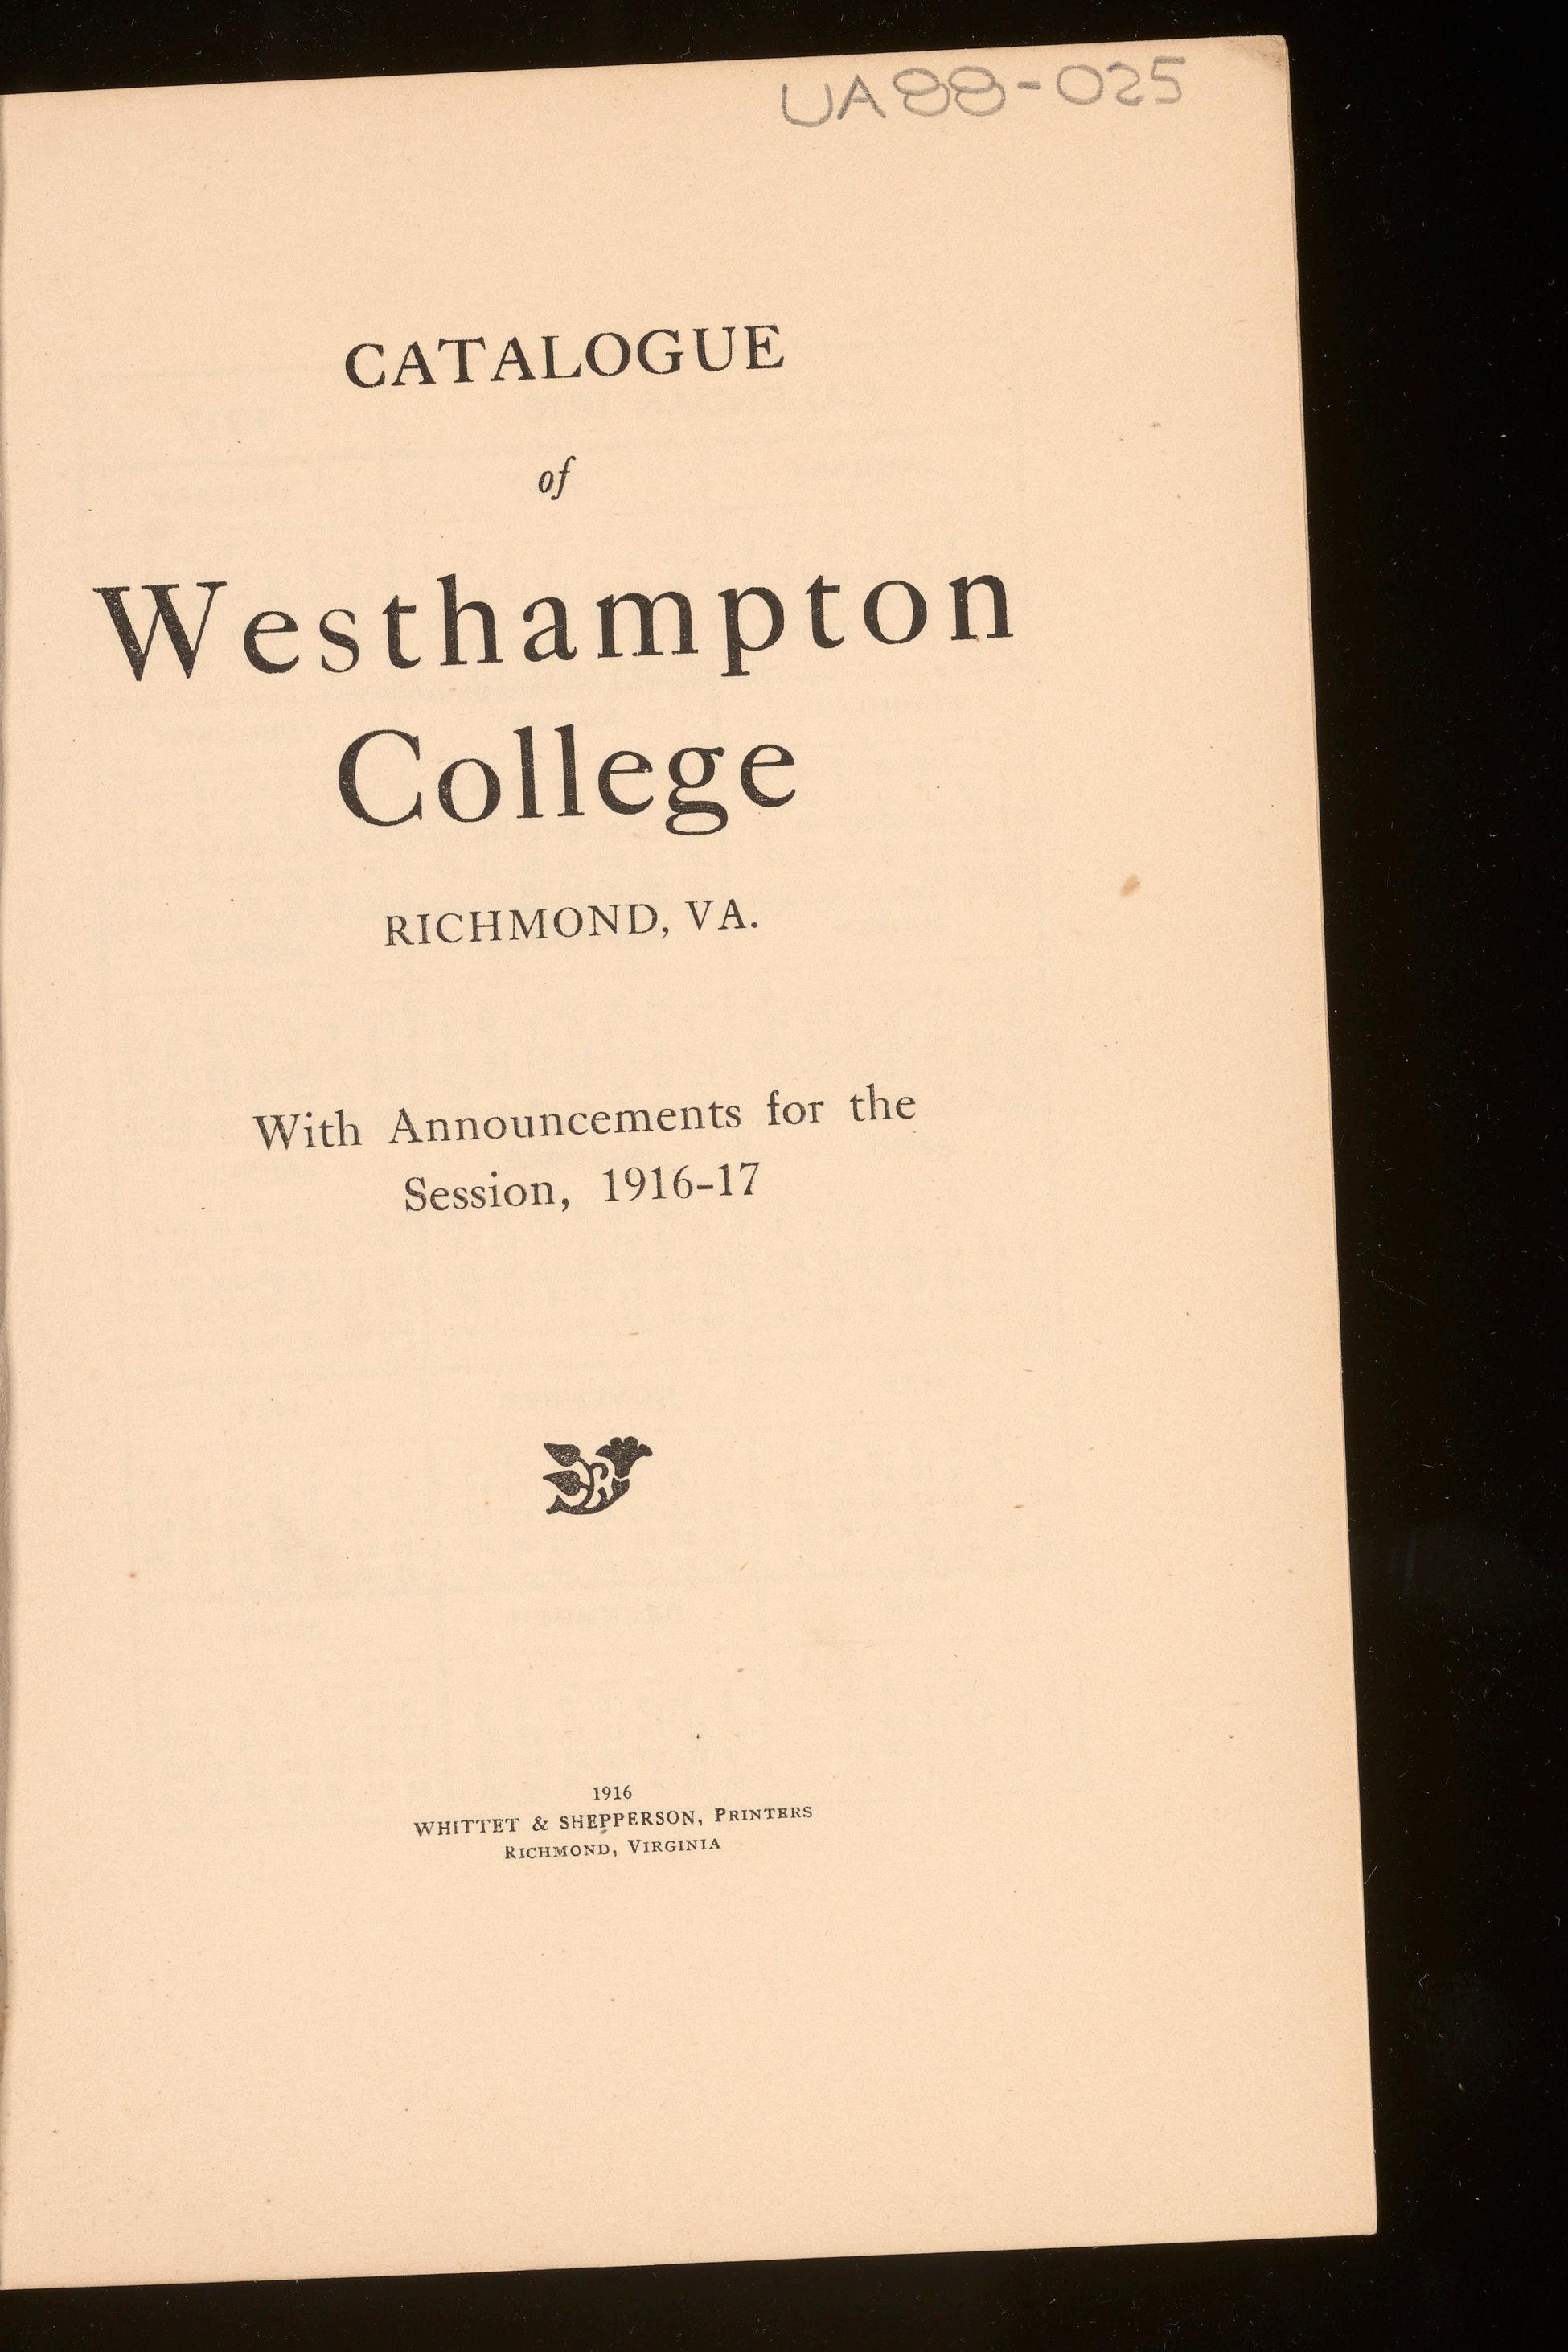 UA88-025
CATALOGUE
of
Westhampton
College
RICHMOND, VA.
With Announcements for the
Session, 1916-17
1916
WHITTET & SHEPPERSON, PRINTERS
RICHMOND, VIRGINIA